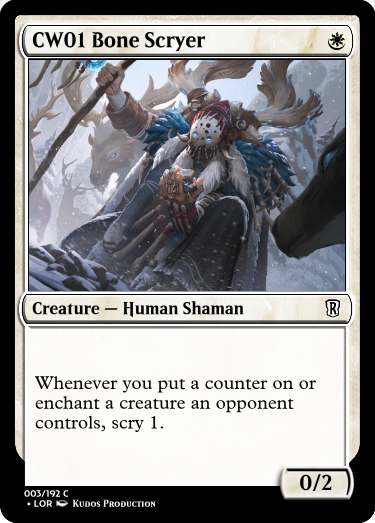 CW01 Bone Scryer
Creature — Human Shaman
R
Whenever you put a counter on or
enchant a creature an opponent
controls, scry 1.
0/2
003/192 C
• LOR Kudos Production